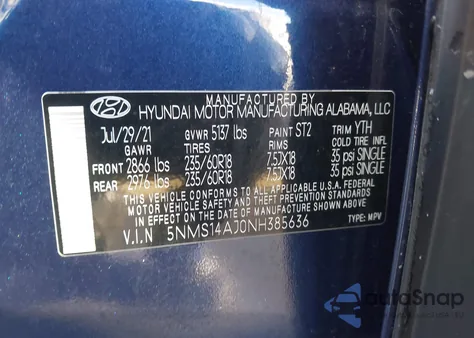 MANUFACTURED BY
HYUNDAI MOTOR MANUFACTURING ALABAMA, LLC
Jul/29/21 GVWR 5137 lbs PAINT ST2 TRIM YTH
GAWR TIRES RIMS COLD TIRE INFL
FRONT 2866 lbs 235/60R18 7.5JX18 35 psi SINGLE
REAR 2976 lbs 235/60R18 7.5JX18 35 psi SINGLE
THIS VEHICLE CONFORMS TO ALL APPLICABLE U.S. FEDERAL
MOTOR VEHICLE SAFETY
STANDARDS IN EFFECT ON THE DATE OF
MANUFACTURE SHOWN ABOVE.
V.I.N 5NMS14AJ0NH385636 TYPE: MPV
autoSnap